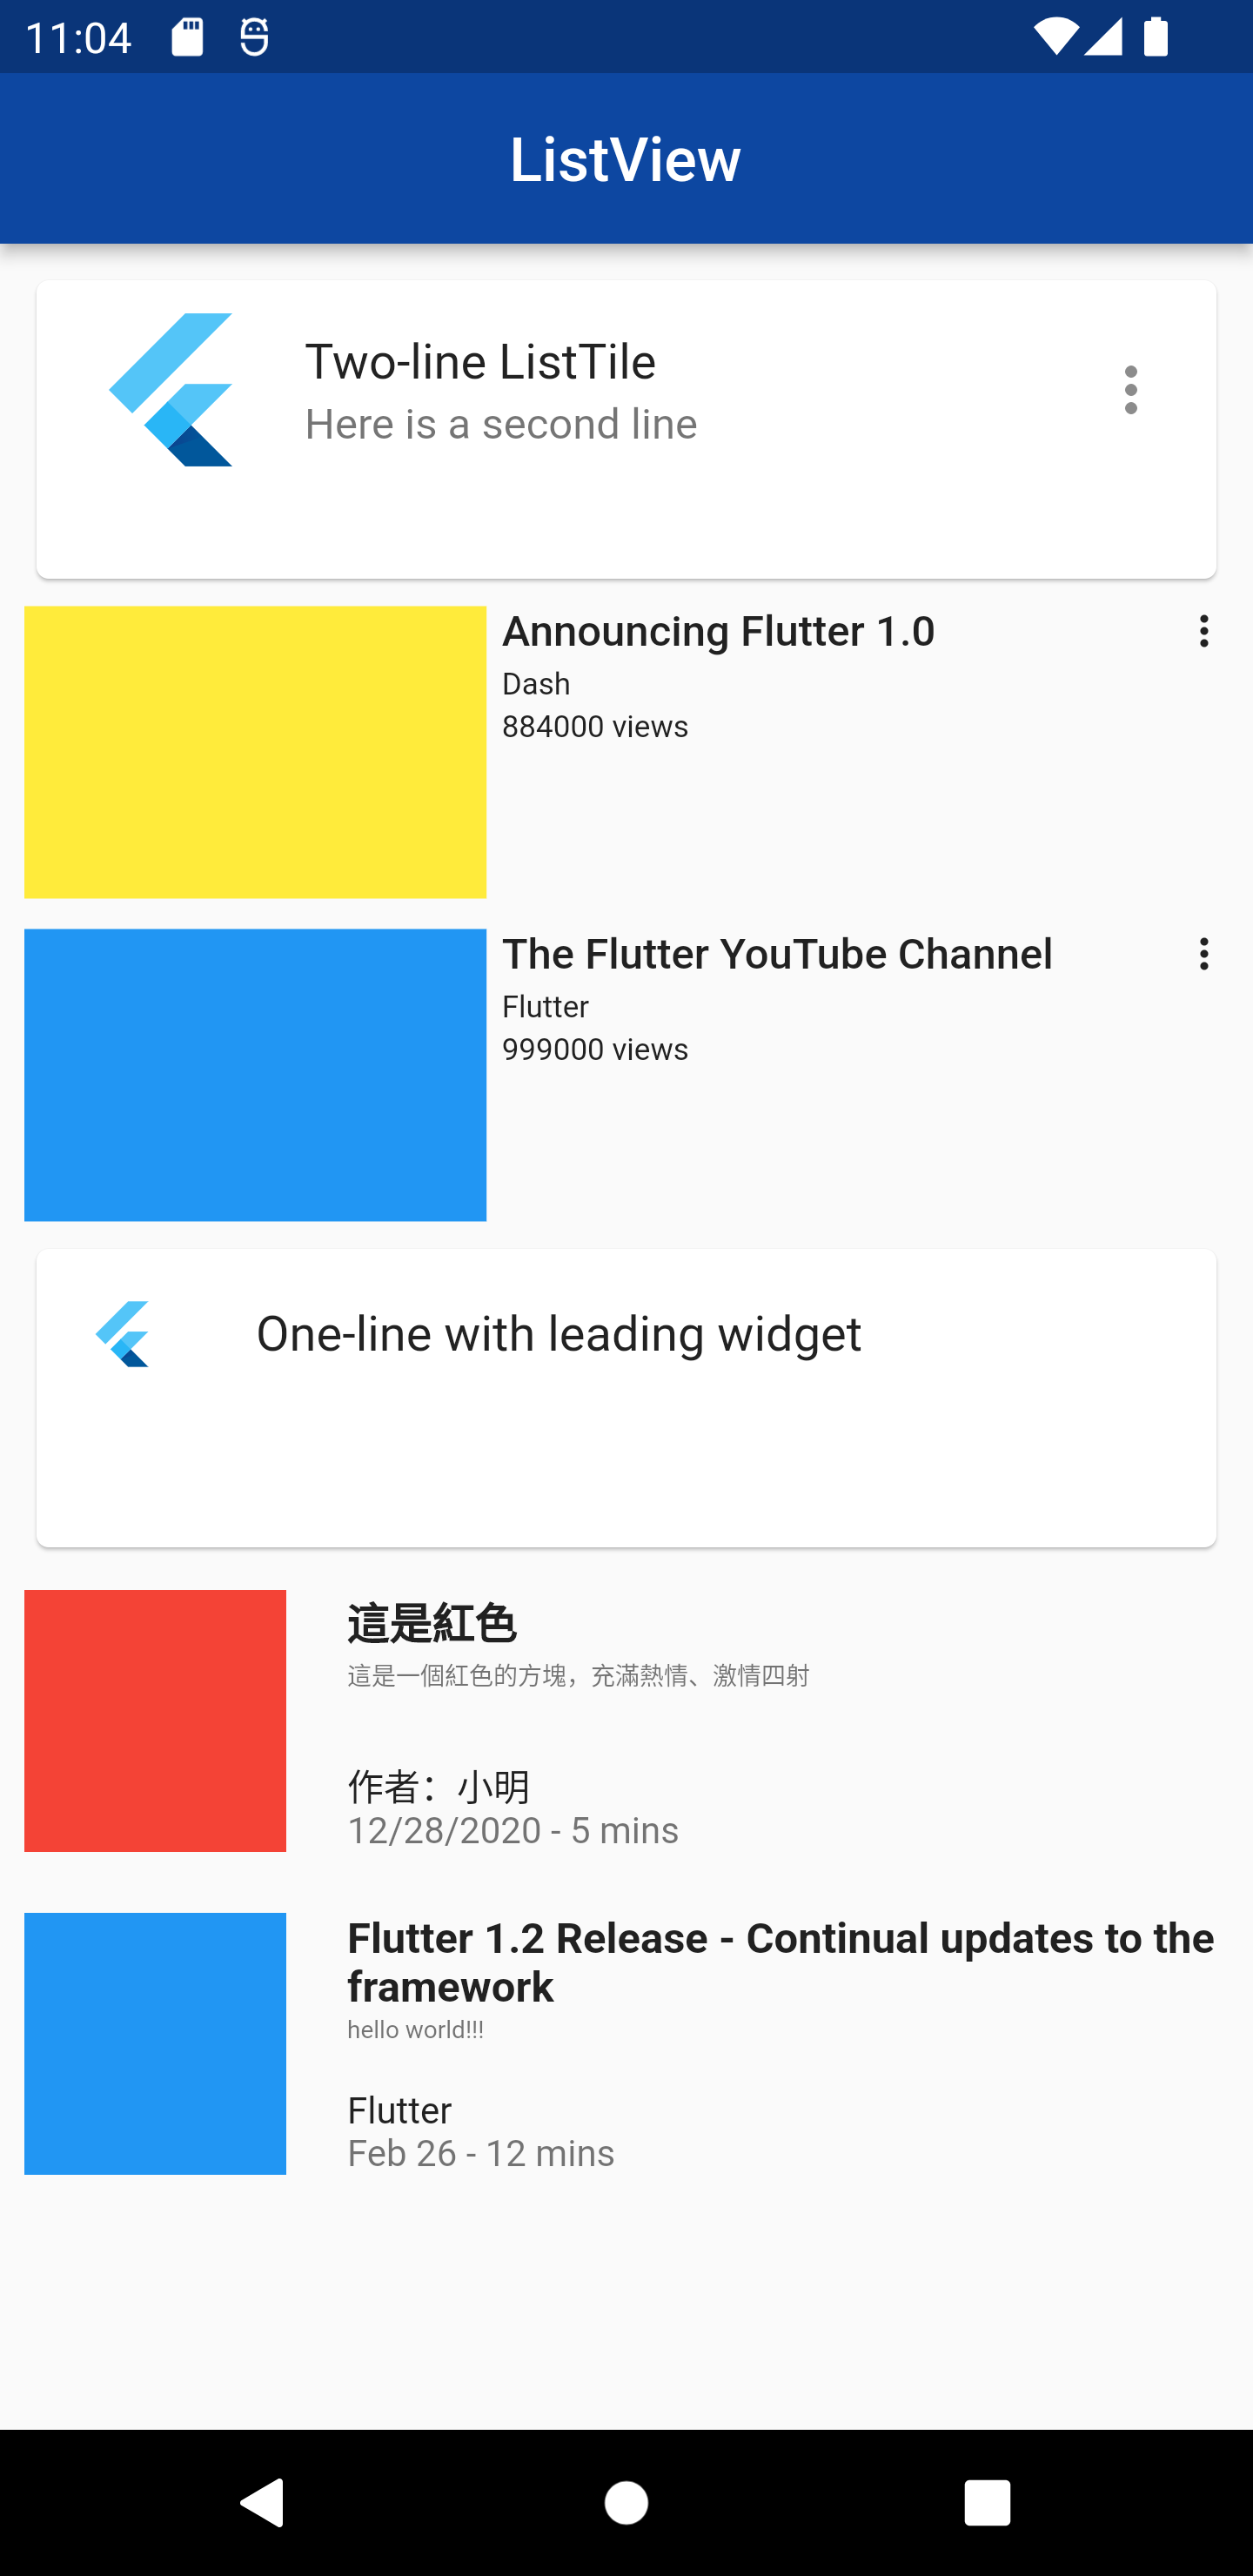 11:04
ListView
Two-line ListTile
Here is a second line
Announcing Flutter 1.0
Dash
884000 views
The Flutter YouTube Channel
Flutter
999000 views
One-line with leading widget
這是紅色
這是一個紅色的方塊，充滿熱情、激情四射
作者：小明
12/28/2020 - 5 mins
Flutter 1.2 Release - Continual updates to the
framework
hello world!!!
Flutter
Feb 26 - 12 mins